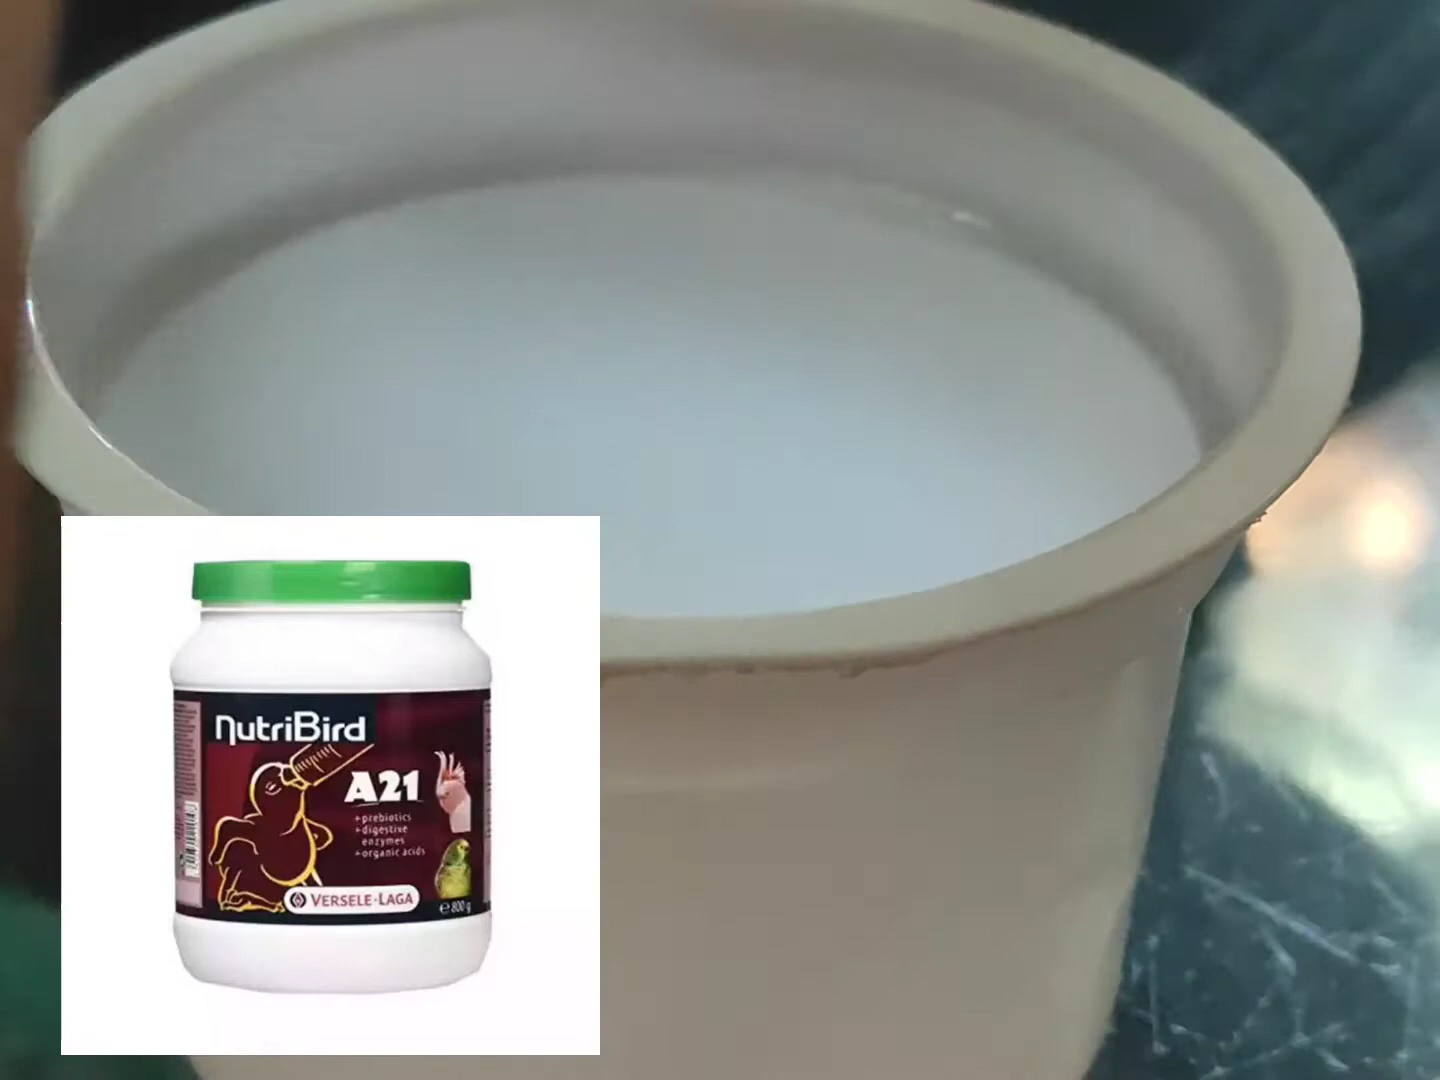 NutriBird
A21
+prebiotics
+digestive
enzymes
+organic acids
VERSELE-LAGA
℮ 800 g